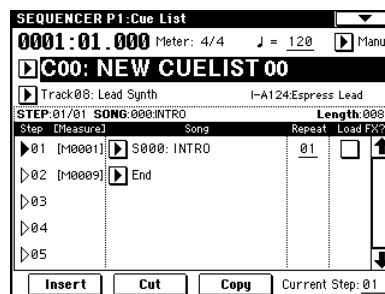 SEQUENCER P1:Cue List
0001:01.000 Meter: 4/4 ♩= 120 Manu
C00: NEW CUELIST 00
Track08: Lead Synth I-A124:Espress Lead
STEP:01/01 SONG:000:INTRO Length:008
Step [Measure] Song Repeat Load FX?
01 [M0001] S000: INTRO 01
02 [M0009] End
03
04
05
Insert Cut Copy Current Step: 01